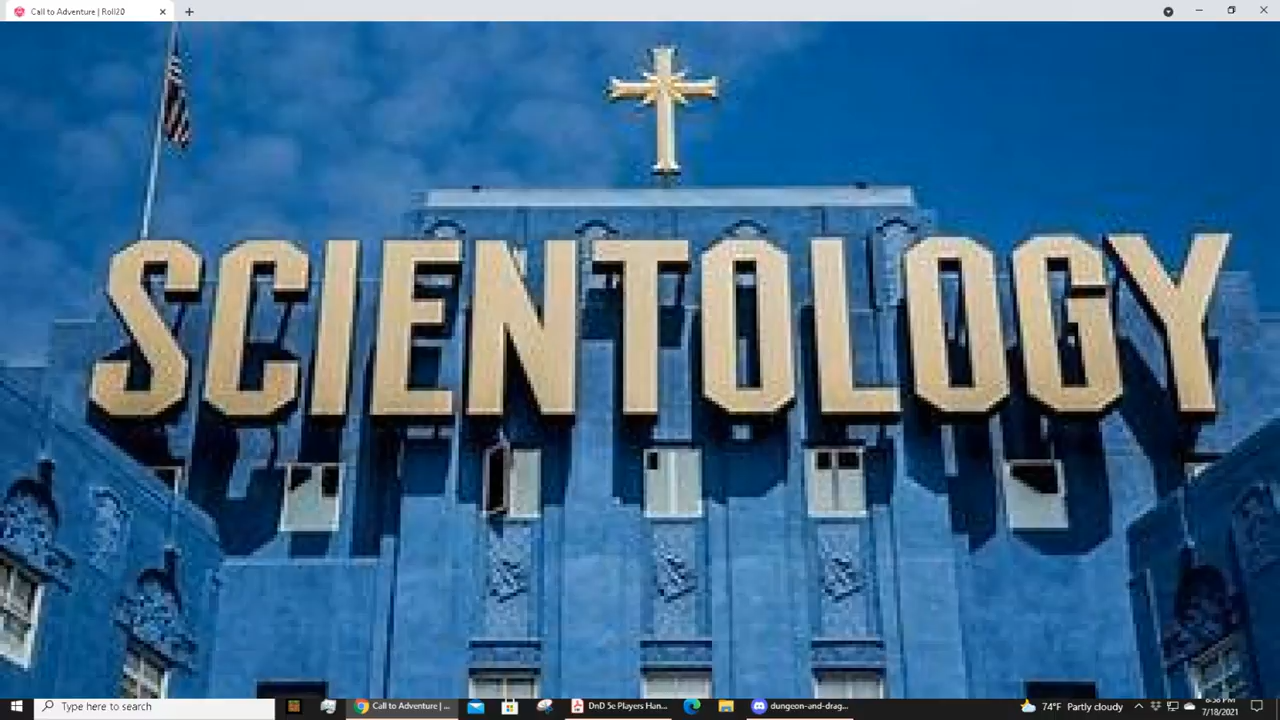 Call to Adventure | Roll20
SCIENTOLOGY
Type here to search
Call to Adventure | ...
DnD 5e Players Han...
dungeon-and-drag...
74°F Partly cloudy
7/18/2021